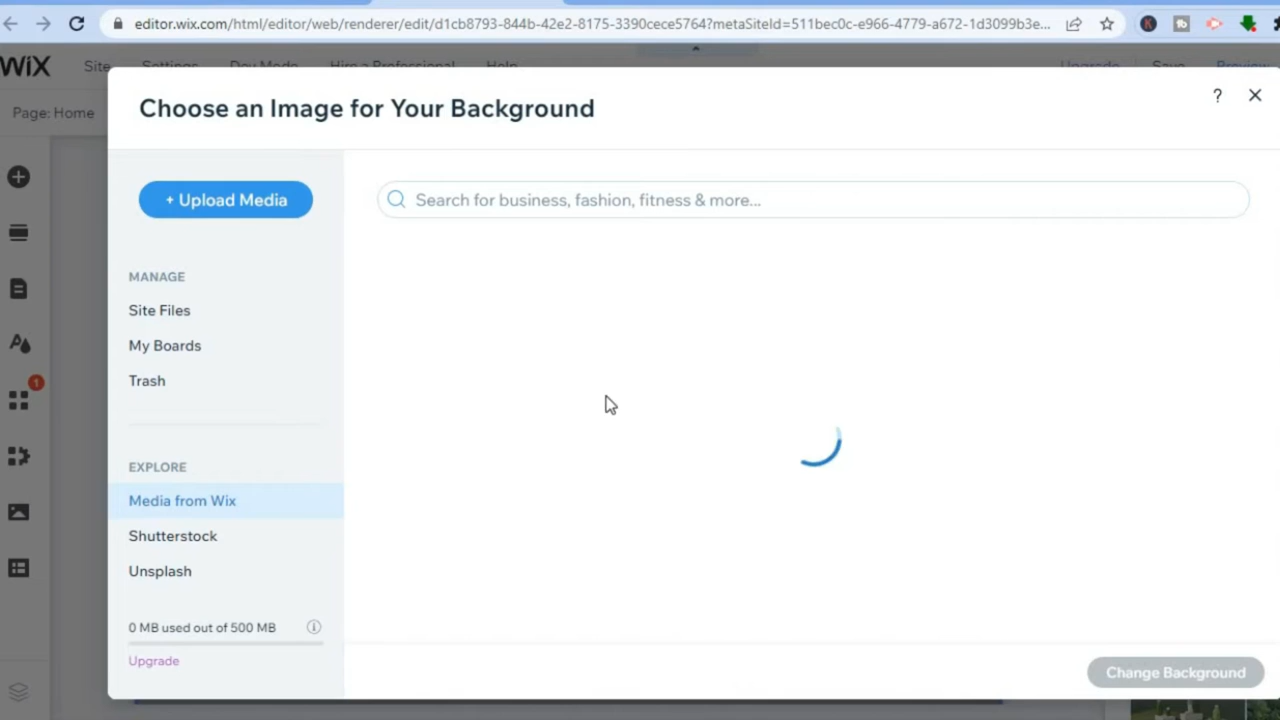 editor.wix.com/html/editor/web/renderer/edit/d1cb8793-844b-42e2-8175-3390cece5764?metaSiteId=511bec0c-e966-4779-a672-1d3099b3e...
WiX Site Settings Dev Mode Hire a Professional Help Upgrade Save Preview
Page: Home
Choose an Image for Your Background
?
+ Upload Media
Search for business, fashion, fitness & more...
MANAGE
Site Files
My Boards
Trash
1
EXPLORE
Media from Wix
Shutterstock
Unsplash
0 MB used out of 500 MB
Upgrade
Change Background